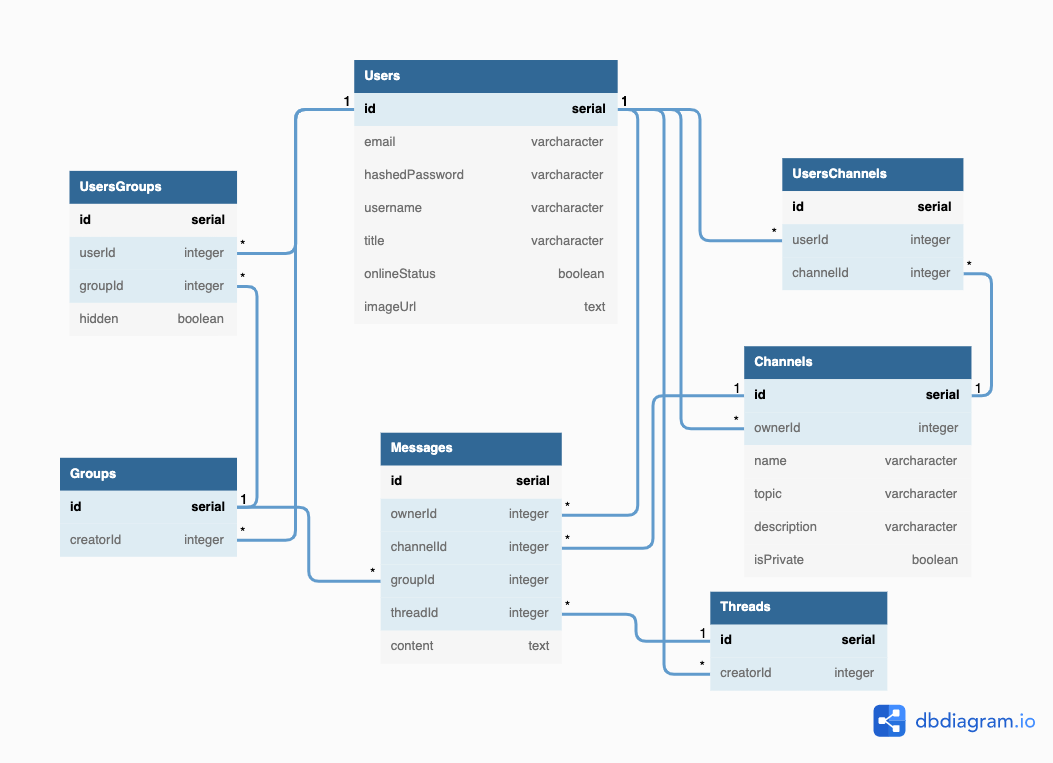 Users
1
id serial
1
email varcharacter
hashedPassword varcharacter
username varcharacter
title varcharacter
onlineStatus boolean
imageUrl text
UsersGroups
id serial
userId integer
*
groupId integer
*
hidden boolean
UsersChannels
id serial
*
userId integer
channelId integer
*
Channels
1
id serial
1
*
ownerId integer
name varcharacter
topic varcharacter
description varcharacter
isPrivate boolean
Groups
id serial
1
creatorId integer
*
Messages
id serial
ownerId integer
*
channelId integer
*
*
groupId integer
threadId integer
*
content text
Threads
1
id serial
*
creatorId integer
dbdiagram.io